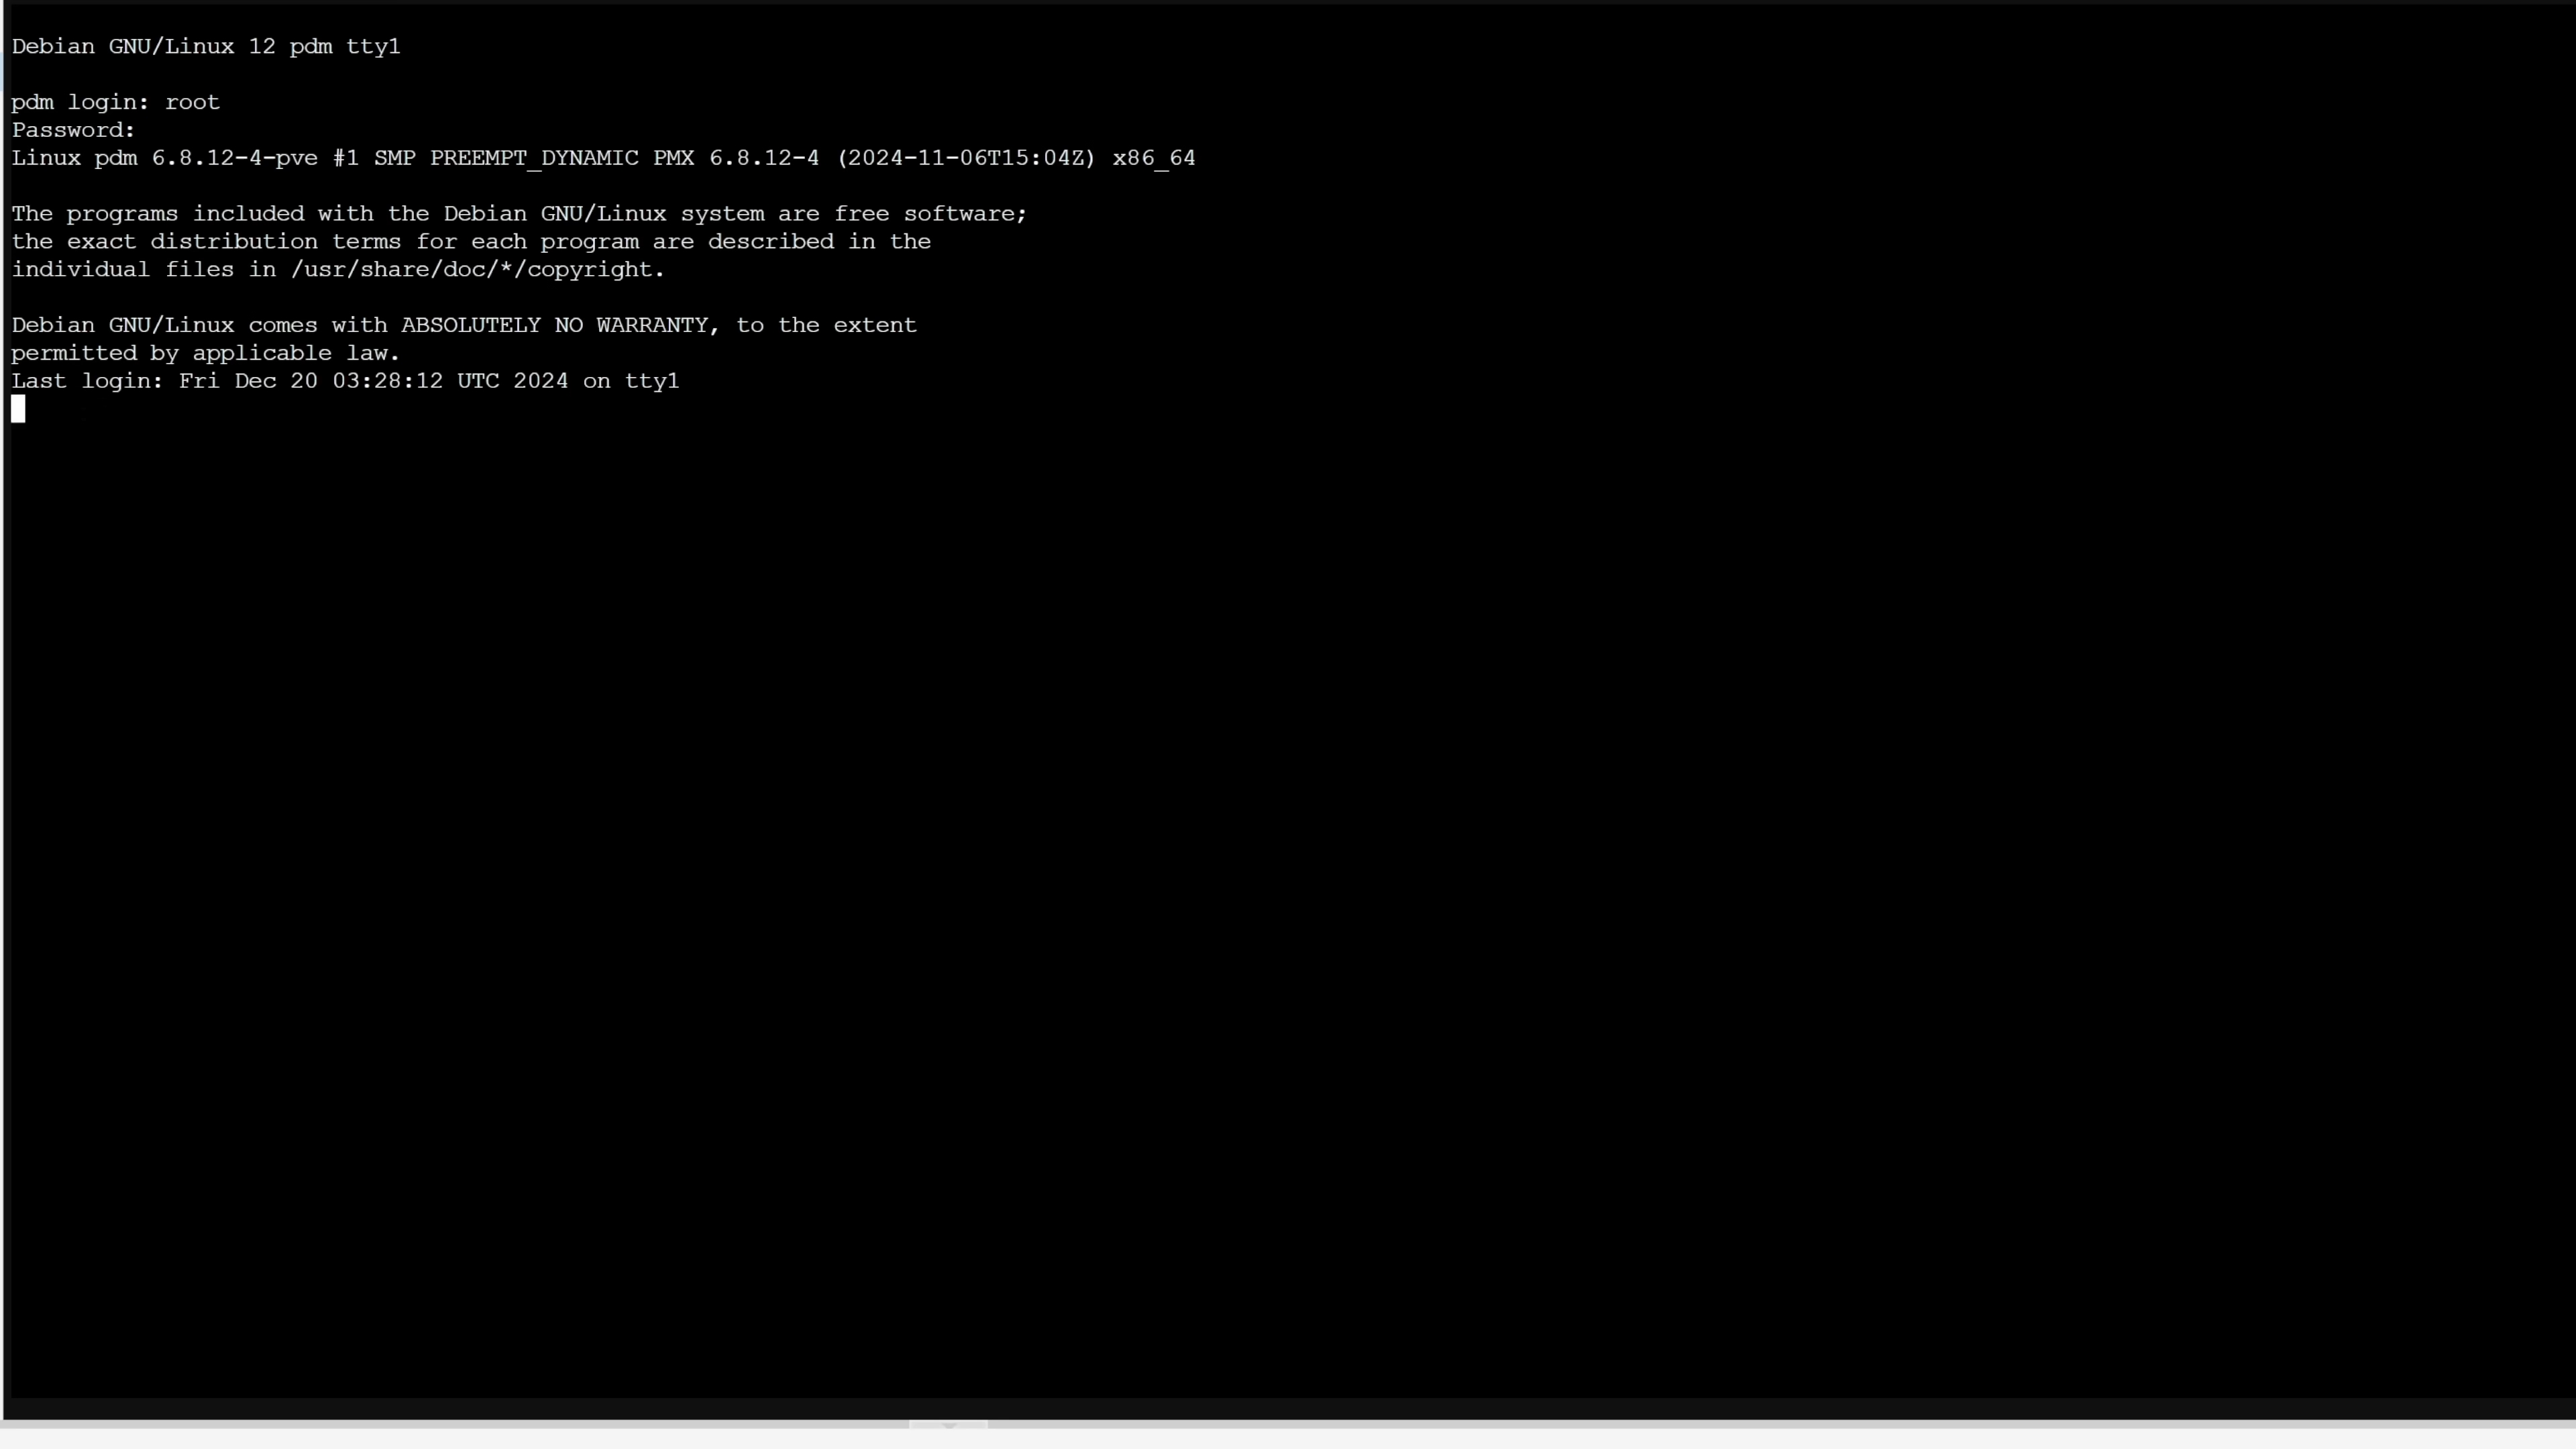 Debian GNU/Linux 12 pdm tty1
pdm login: root
Password:
Linux pdm 6.8.12-4-pve #1 SMP PREEMPT_DYNAMIC PMX 6.8.12-4 (2024-11-06T15:04Z) x86_64
The programs included with the Debian GNU/Linux system are free software;
the exact distribution terms for each program are described in the
individual files in /usr/share/doc/*/copyright.
Debian GNU/Linux comes with ABSOLUTELY NO WARRANTY, to the extent
permitted by applicable law.
Last login: Fri Dec 20 03:28:12 UTC 2024 on tty1